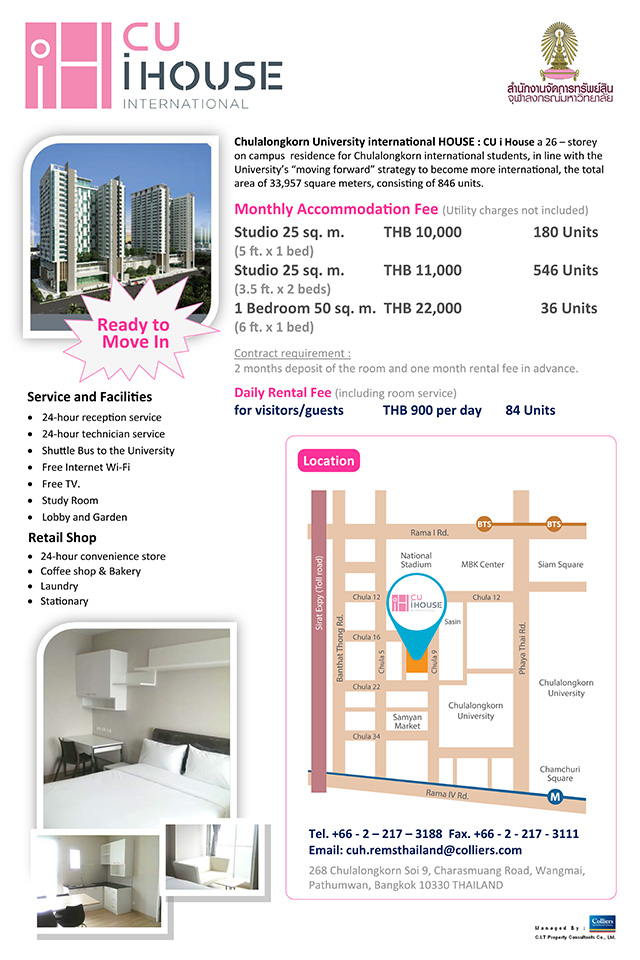 CU
iHOUSE
INTERNATIONAL
สำนักงานจัดการทรัพย์สิน
จุฬาลงกรณ์มหาวิทยาลัย
Chulalongkorn University international HOUSE : CU i House a 26 – storey
on campus residence for Chulalongkorn international students, in line with the
University's “moving forward” strategy to become more international, the total
area of 33,957 square meters, consisting of 846 units.
Monthly Accommodation Fee (Utility charges not included)
Studio 25 sq. m. THB 10,000 180 Units
(5 ft. x 1 bed)
Studio 25 sq. m. THB 11,000 546 Units
(3.5 ft. x 2 beds)
1 Bedroom 50 sq. m. THB 22,000 36 Units
(6 ft. x 1 bed)
Contract requirement :
2 months deposit of the room and one month rental fee in advance.
Daily Rental Fee (including room service)
for visitors/guests THB 900 per day 84 Units
Ready to
Move In
Service and Facilities
• 24-hour reception service
• 24-hour technician service
• Shuttle Bus to the University
• Free Internet Wi-Fi
• Free TV.
• Study Room
• Lobby and Garden
Retail Shop
• 24-hour convenience store
• Coffee shop & Bakery
• Laundry
• Stationary
Location
BTS
BTS
Rama I Rd.
National
Stadium
MBK Center
Siam Square
Sirat Expy (Toll road)
Banthat Thong Rd.
Phaya Thai Rd.
Chula 12
CU
iHOUSE
Chula 12
Sasin
Chula 16
Chula 5
Chula 9
Chula 22
Chulalongkorn
University
Chulalongkorn
University
Samyan
Market
Chula 34
Chamchuri
Square
Rama IV Rd.
M
Tel. +66 - 2 – 217 – 3188 Fax. +66 - 2 - 217 - 3111
Email: cuh.remsthailand@colliers.com
268 Chulalongkorn Soi 9, Charasmuang Road, Wangmai,
Pathumwan, Bangkok 10330 THAILAND
Managed By :
Colliers
C.I.T Property Consultants Co., Ltd.